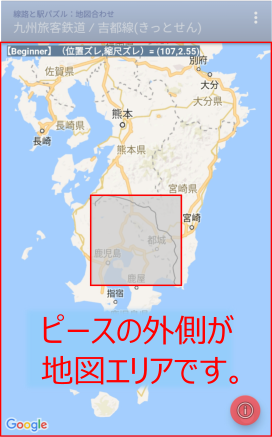 線路と駅パズル：地図合わせ
九州旅客鉄道 / 吉都線(きっとせん)
【Beginner】（位置ズレ,縮尺ズレ）= (107,2.55)
別府
佐賀県
大分
大分県
熊本
長崎県
長崎
熊本県
宮崎県
宮崎
都城
鹿児島
鹿屋
指宿
ピースの外側が
地図エリアです。
Google